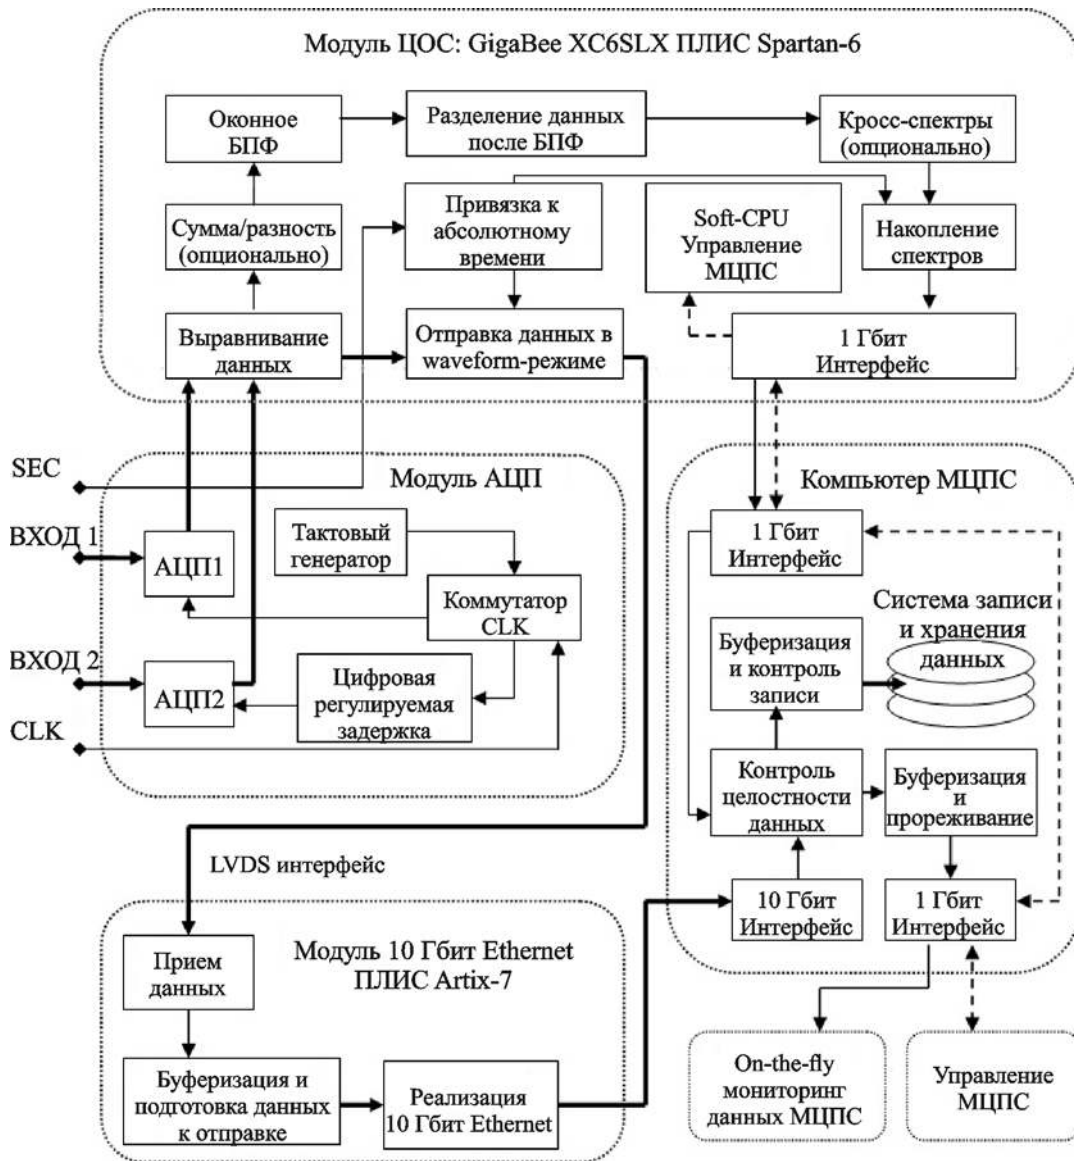 Модуль ЦОС: GigaBee XC6SLX ПЛИС Spartan-6
Оконное
БПФ
Разделение данных
после БПФ
Кросс-спектры
(опционально)
Сумма/разность
(опционально)
Привязка к
абсолютному
времени
Soft-CPU
Управление
МЦПС
Накопление
спектров
Выравнивание
данных
Отправка данных в
waveform-режиме
1 Гбит
Интерфейс
SEC
ВХОД 1
ВХОД 2
CLK
Модуль АЦП
АЦП1
Тактовый
генератор
Коммутатор
CLK
АЦП2
Цифровая
регулируемая
задержка
Компьютер МЦПС
1 Гбит
Интерфейс
Система записи
и хранения
данных
Буферизация
и контроль
записи
Контроль
целостности
данных
Буферизация
и
прореживание
10 Гбит
Интерфейс
1 Гбит
Интерфейс
LVDS интерфейс
Модуль 10 Гбит Ethernet
ПЛИС Artix-7
Прием
данных
Буферизация и
подготовка данных
к отправке
Реализация
10 Гбит Ethernet
On-the-fly
мониторинг
данных МЦПС
Управление
МЦПС